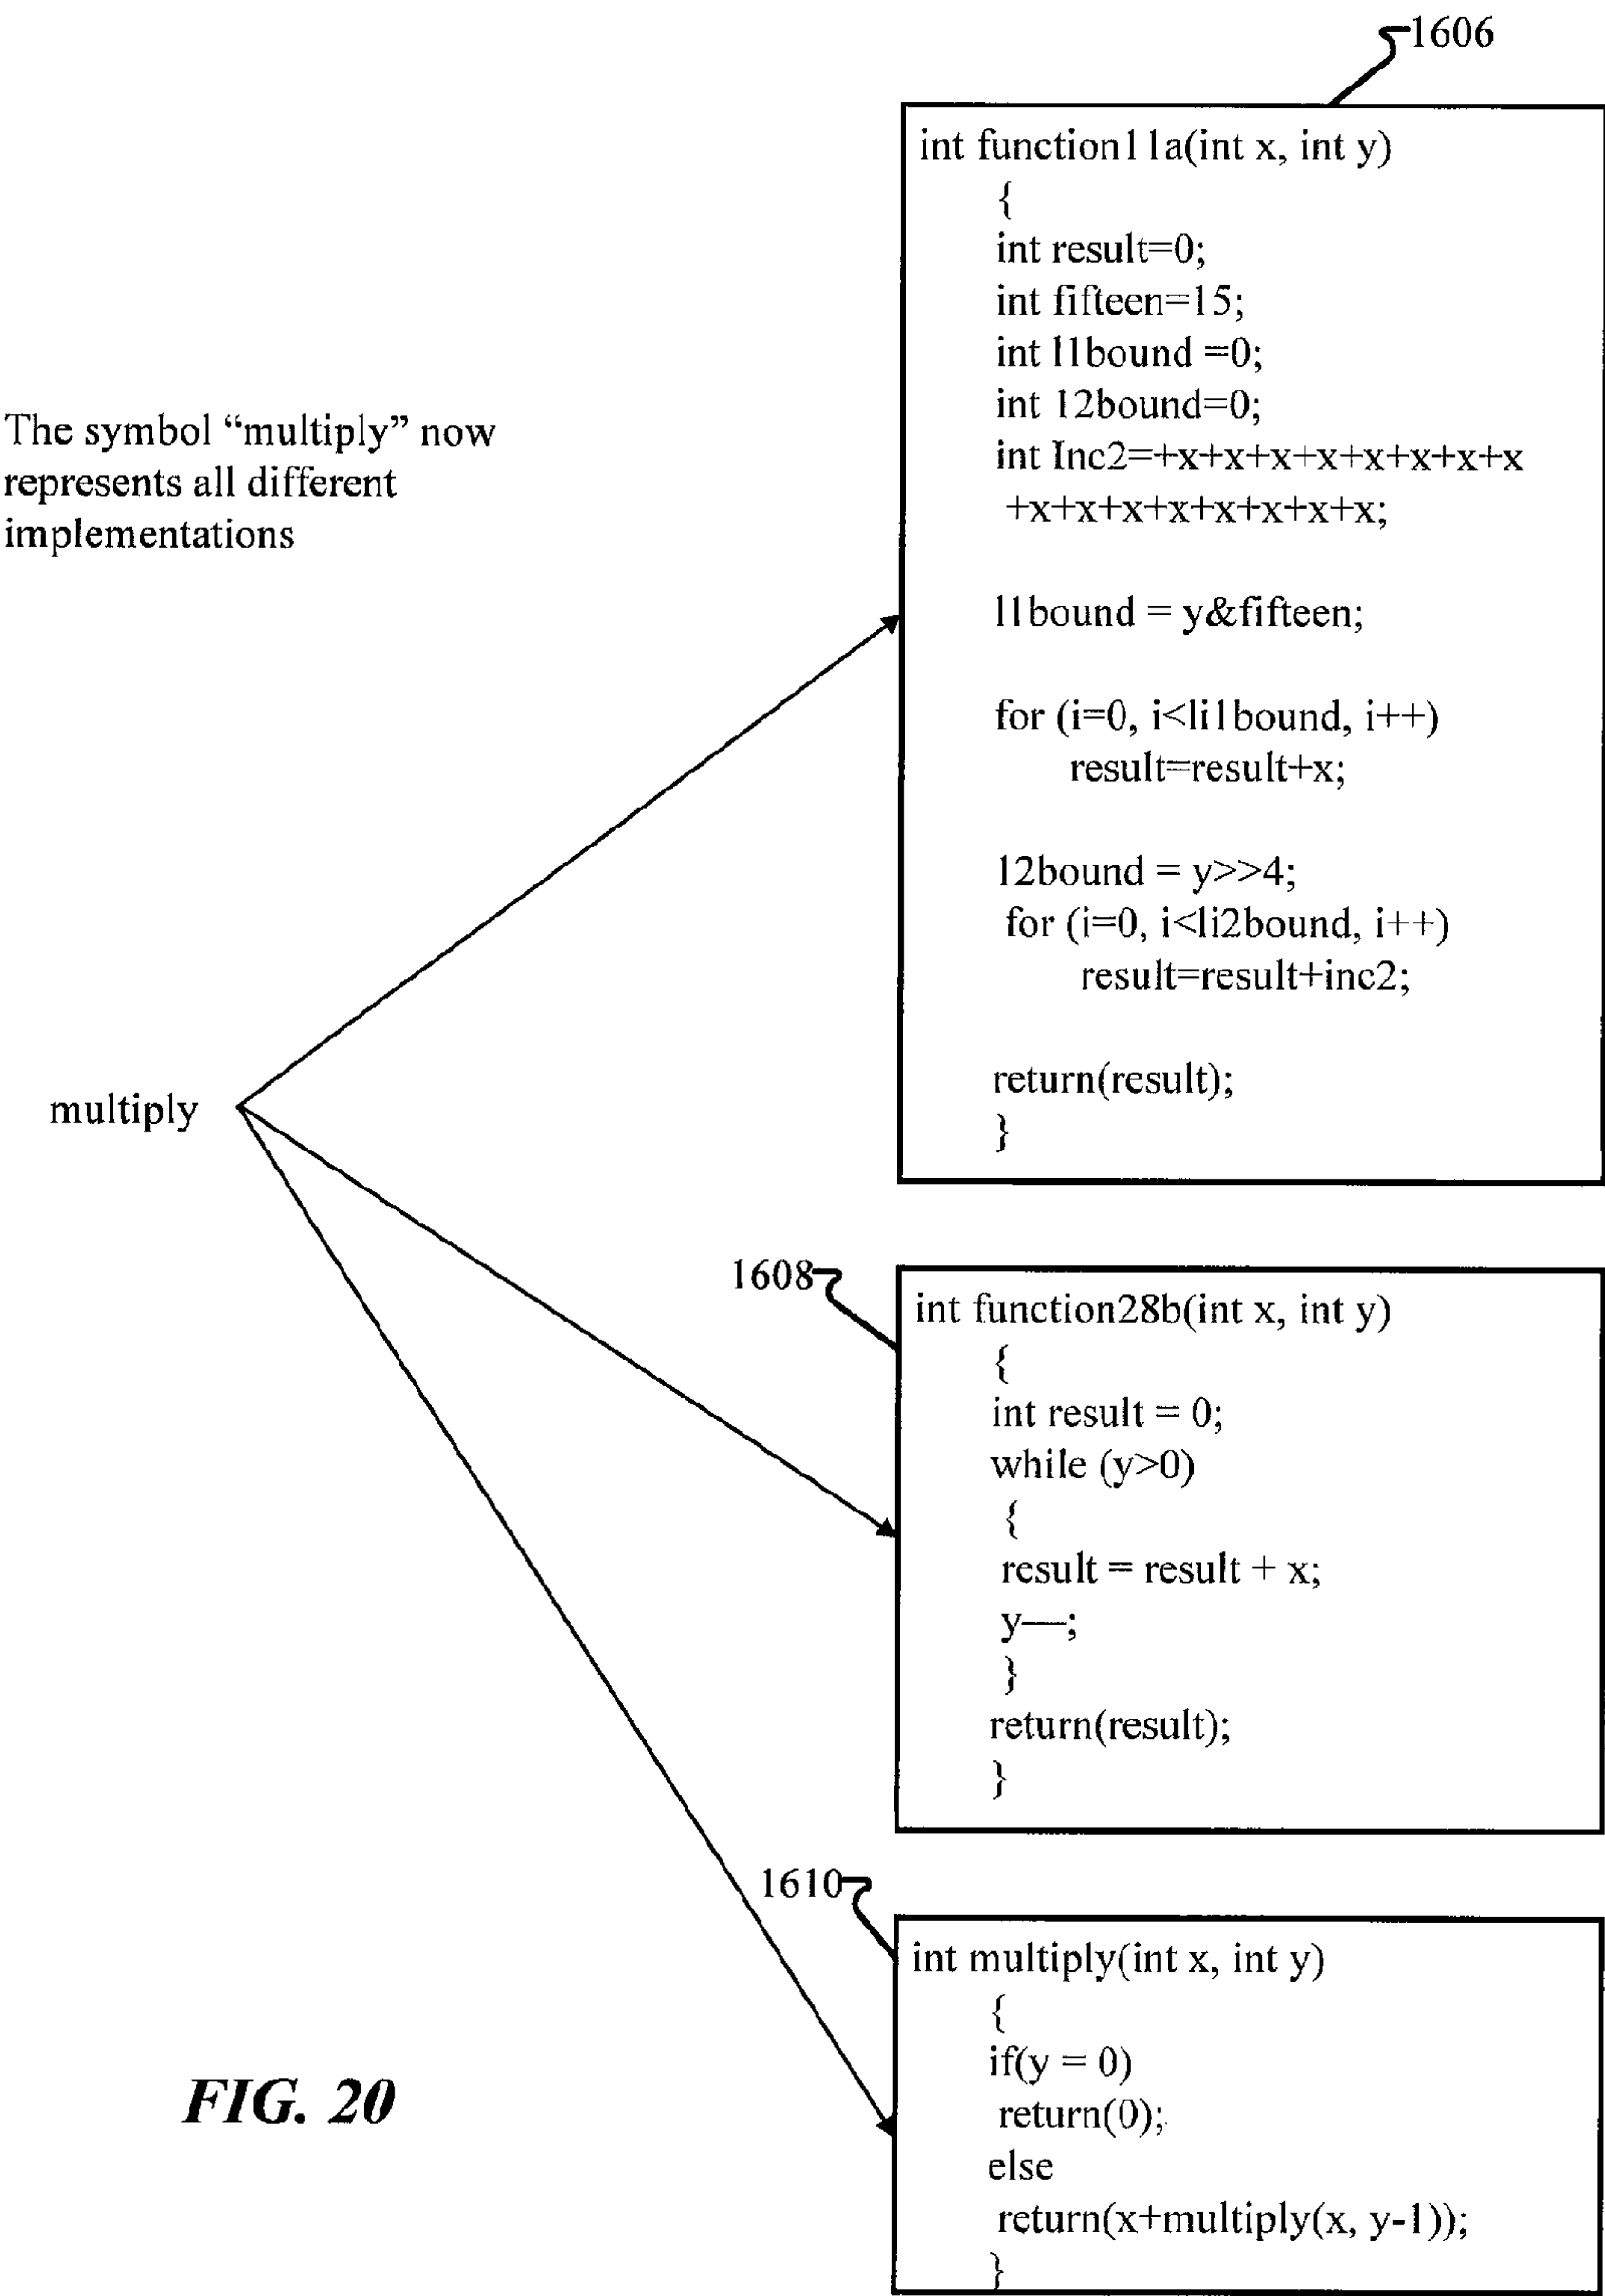 1606
int function11a(int x, int y)
{
int result=0;
int fifteen=15;
int l1bound =0;
int l2bound=0;
int Inc2=+x+x+x+x+x+x+x+x
+x+x+x+x+x+x+x+x;
l1bound = y&fifteen;
for (i=0, i<li1bound, i++)
result=result+x;
l2bound = y>>4;
for (i=0, i<li2bound, i++)
result=result+inc2;
return(result);
}
The symbol “multiply” now
represents all different
implementations
multiply
1608
int function28b(int x, int y)
{
int result = 0;
while (y>0)
{
result = result + x;
y—;
}
return(result);
}
1610
int multiply(int x, int y)
{
if(y = 0)
return(0);
else
return(x+multiply(x, y-1));
}
FIG. 20